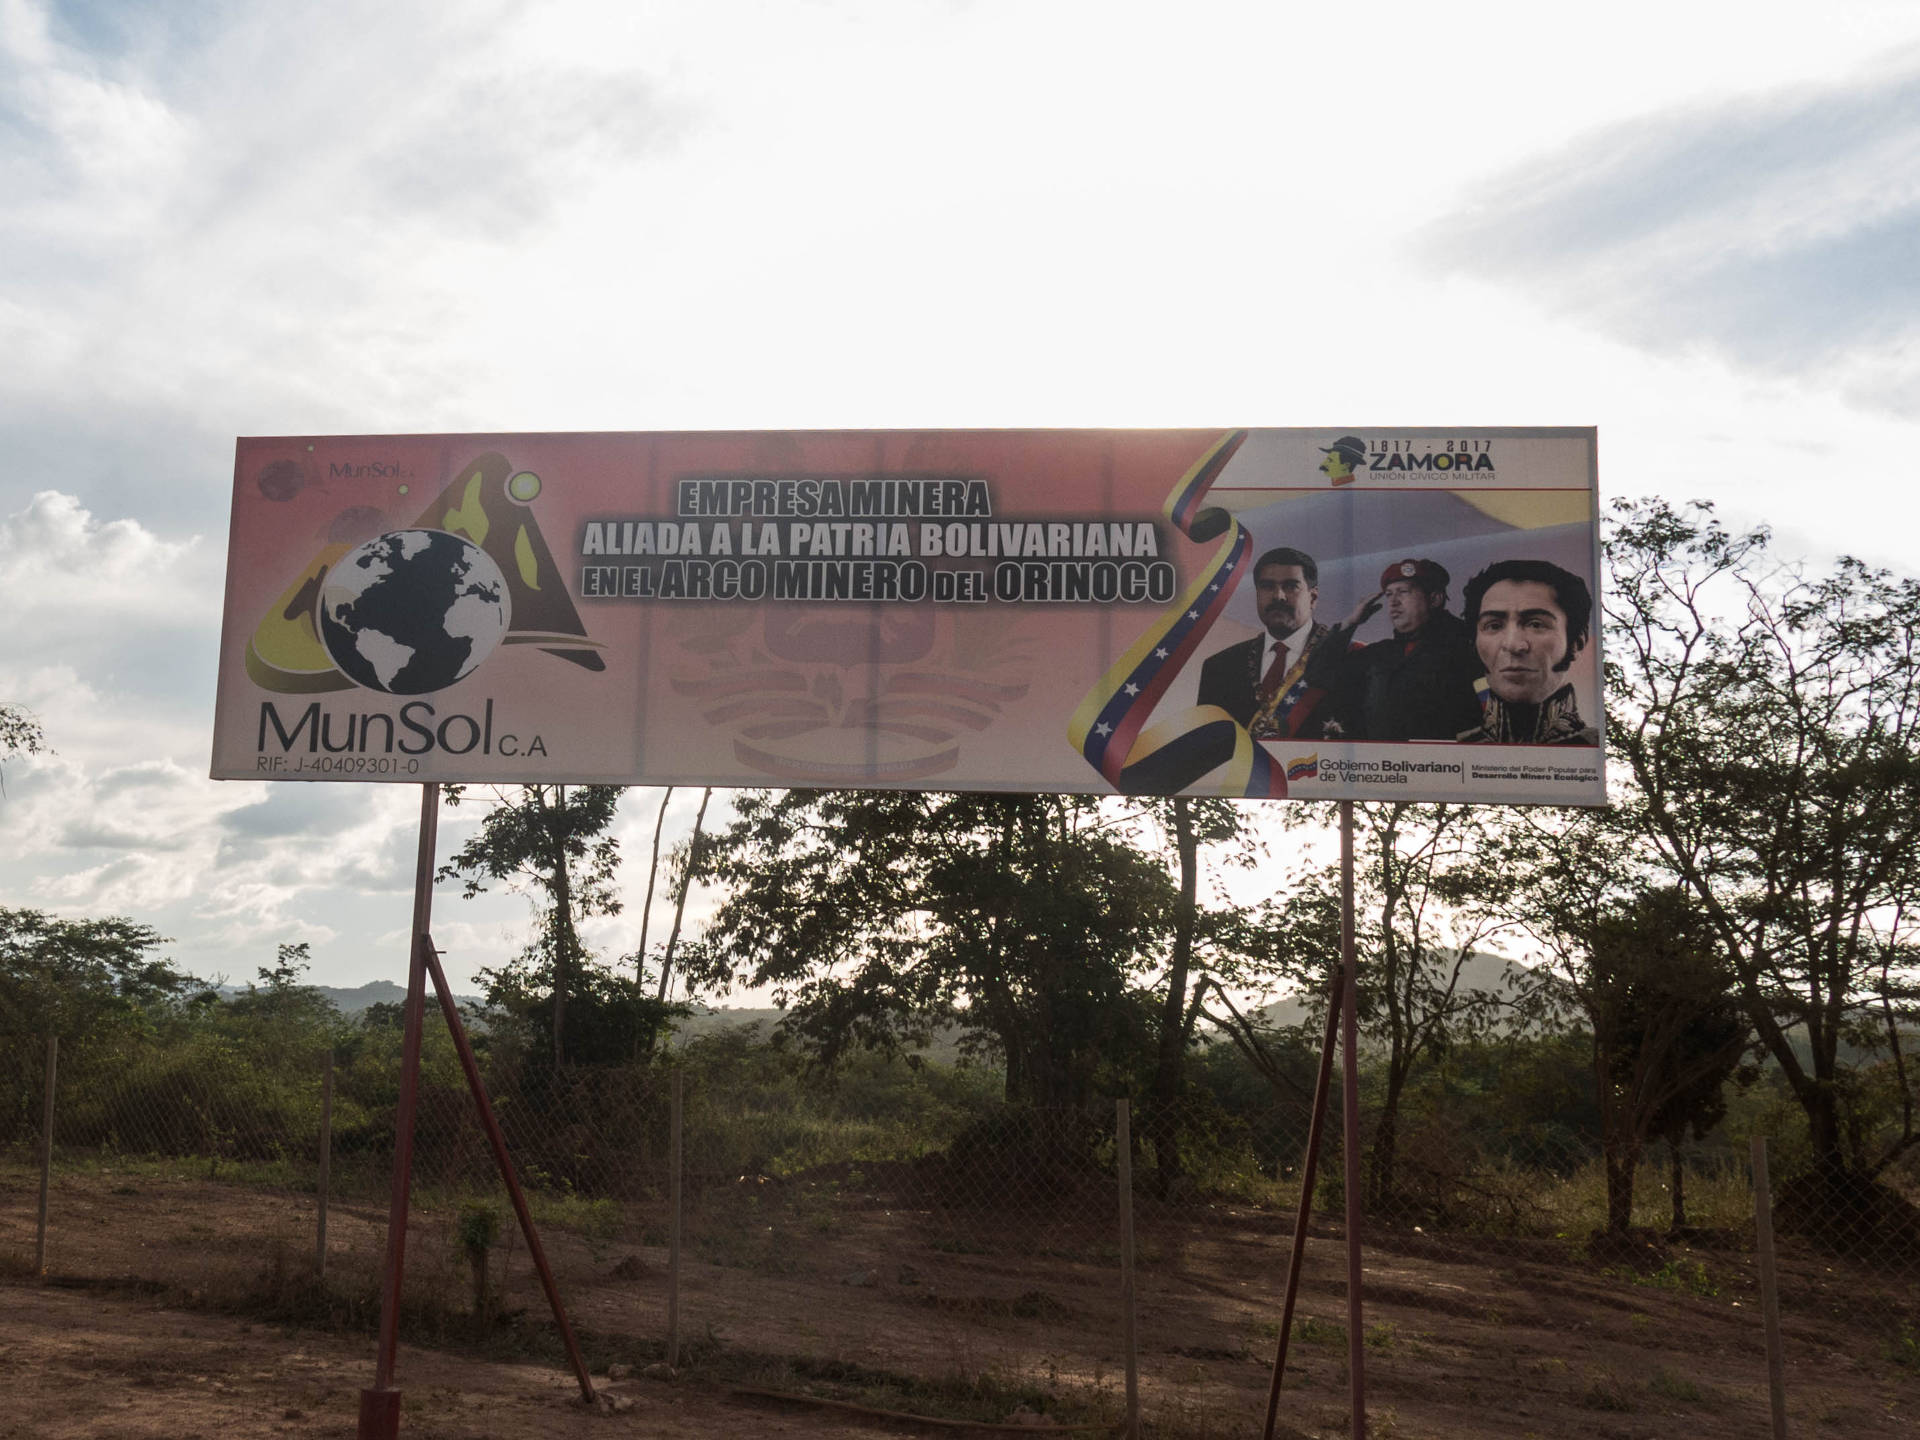 MunSol C.A
EMPRESA MINERA
ALIADA A LA PATRIA BOLIVARIANA
EN EL ARCO MINERO DEL ORINOCO
MunSol C.A
RIF: J-40409301-0
1817 - 2017
ZAMORA
UNIÓN CÍVICO MILITAR
Gobierno Bolivariano
de Venezuela
Ministerio del Poder Popular para
Desarrollo Minero Ecológico